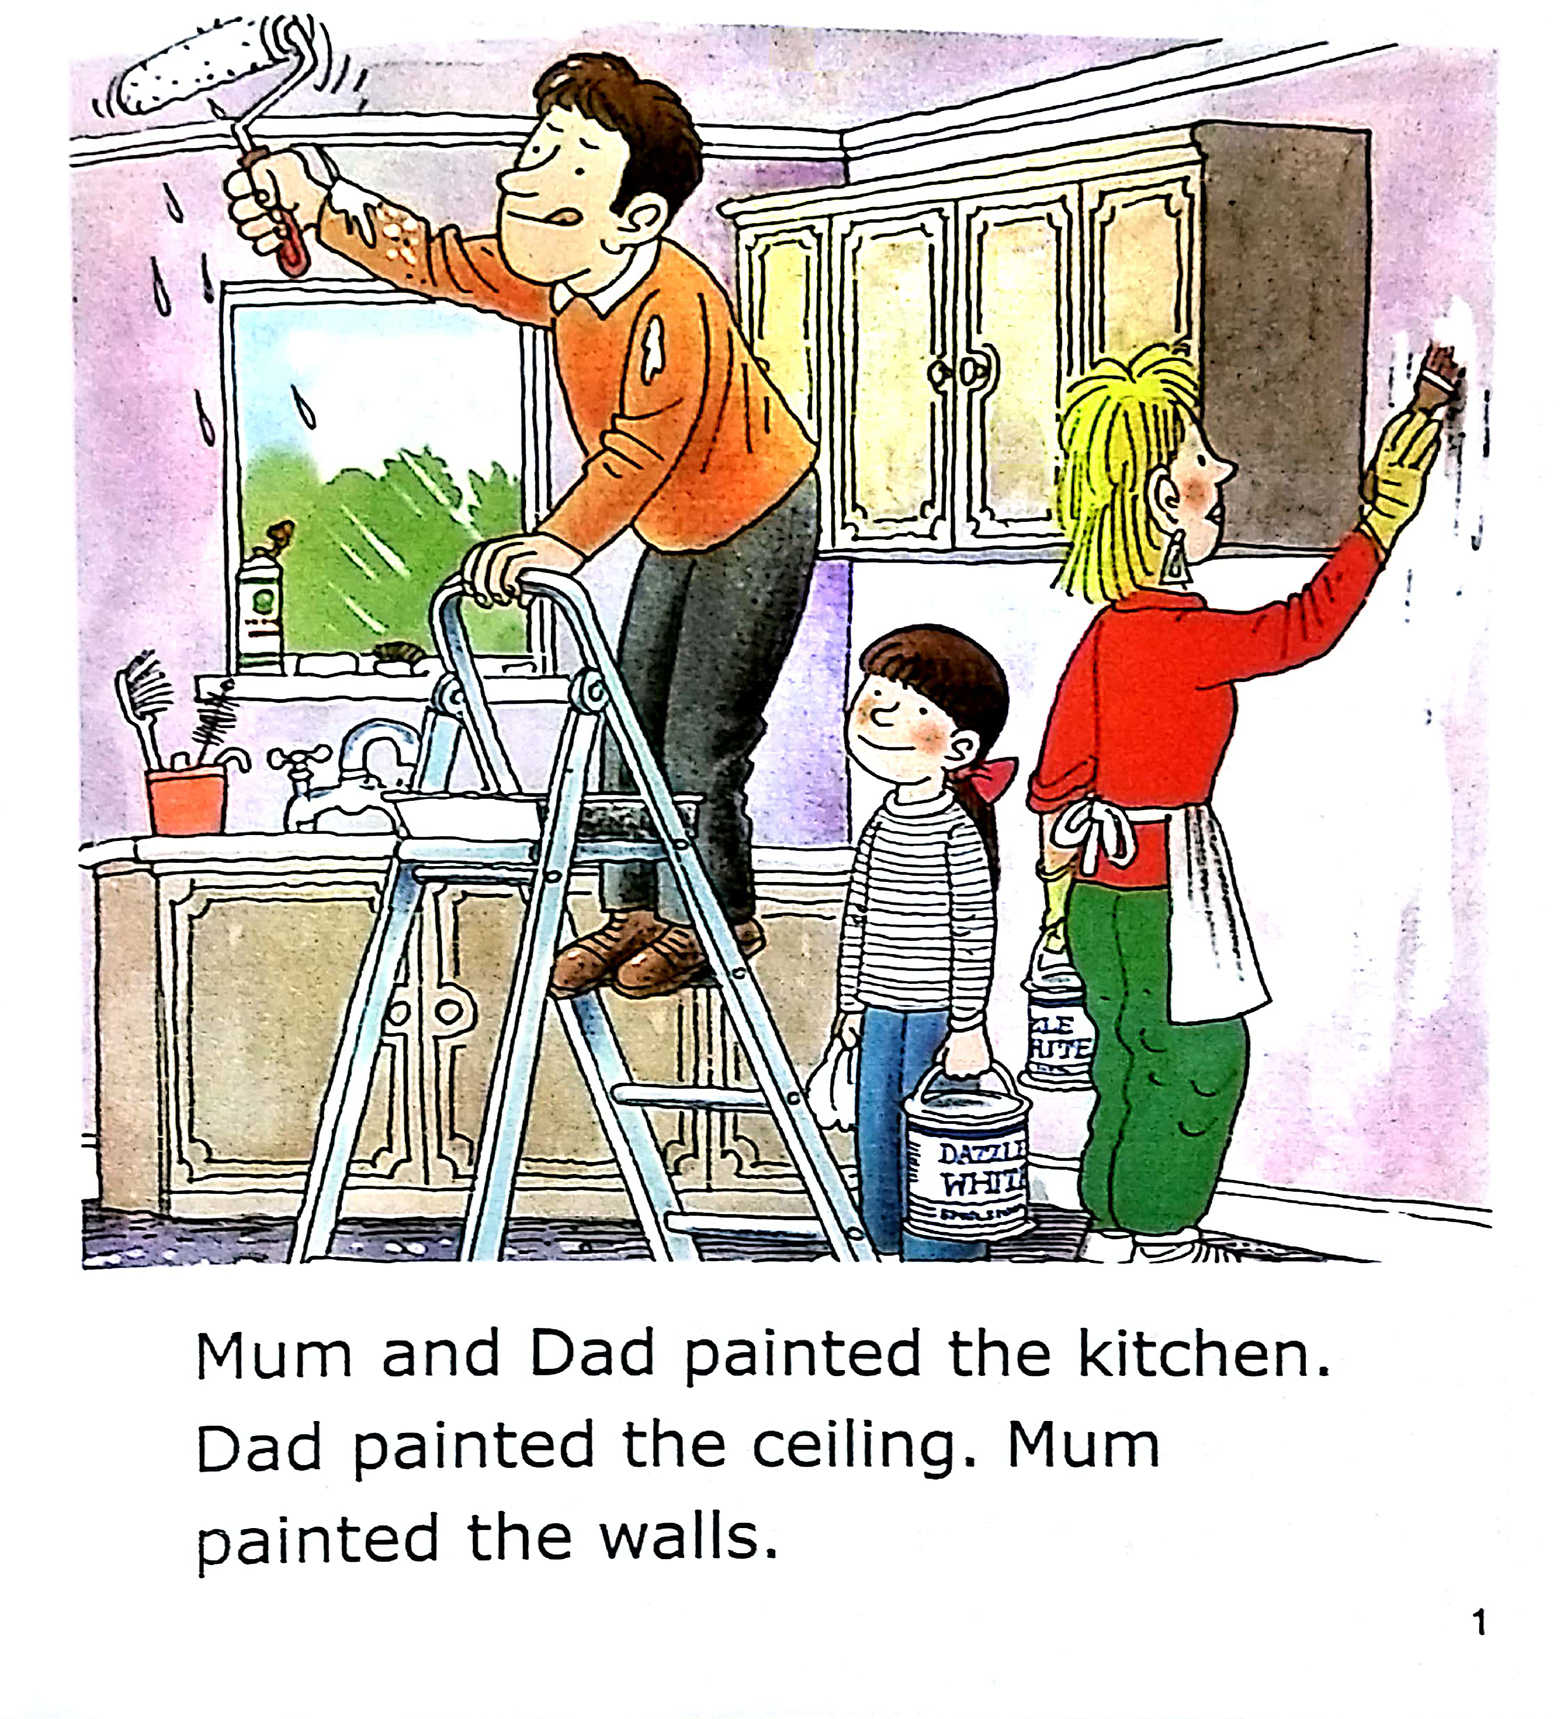 ZLE
HITE
DAZZLE
WHITE
Mum and Dad painted the kitchen.
Dad painted the ceiling. Mum
painted the walls.
1